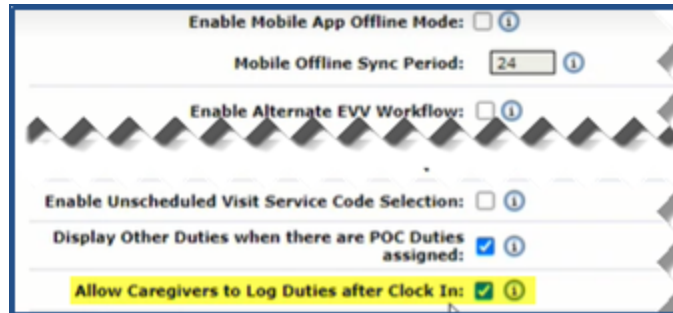 Enable Mobile App Offline Mode:
Mobile Offline Sync Period: 24
Enable Alternate EVV Workflow:
Enable Unscheduled Visit Service Code Selection:
Display Other Duties when there are POC Duties
assigned:
Allow Caregivers to Log Duties after Clock In: